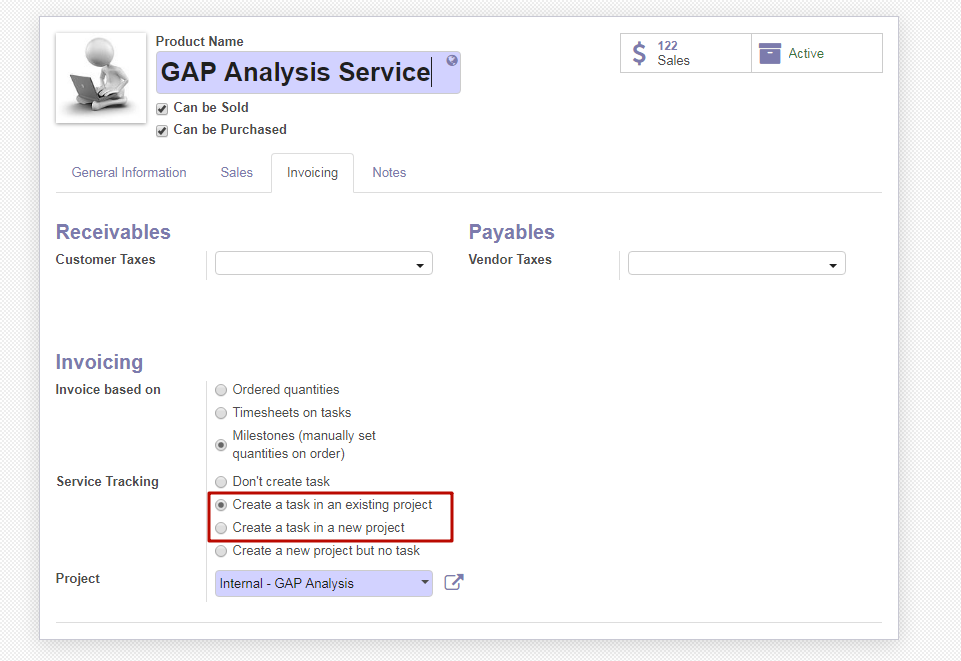 Product Name
GAP Analysis Service
Can be Sold
Can be Purchased
$ 122
Sales
Active
General Information
Sales
Invoicing
Notes
Receivables
Payables
Customer Taxes
Vendor Taxes
Invoicing
Invoice based on
Ordered quantities
Timesheets on tasks
Milestones (manually set
quantities on order)
Service Tracking
Don't create task
Create a task in an existing project
Create a task in a new project
Create a new project but no task
Project
Internal - GAP Analysis